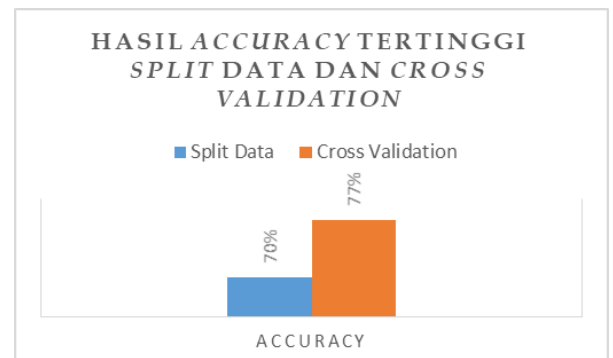 HASIL ACCURACY TERTINGGI
SPLIT DATA DAN CROSS
VALIDATION
Split Data Cross Validation
70%
77%
ACCURACY